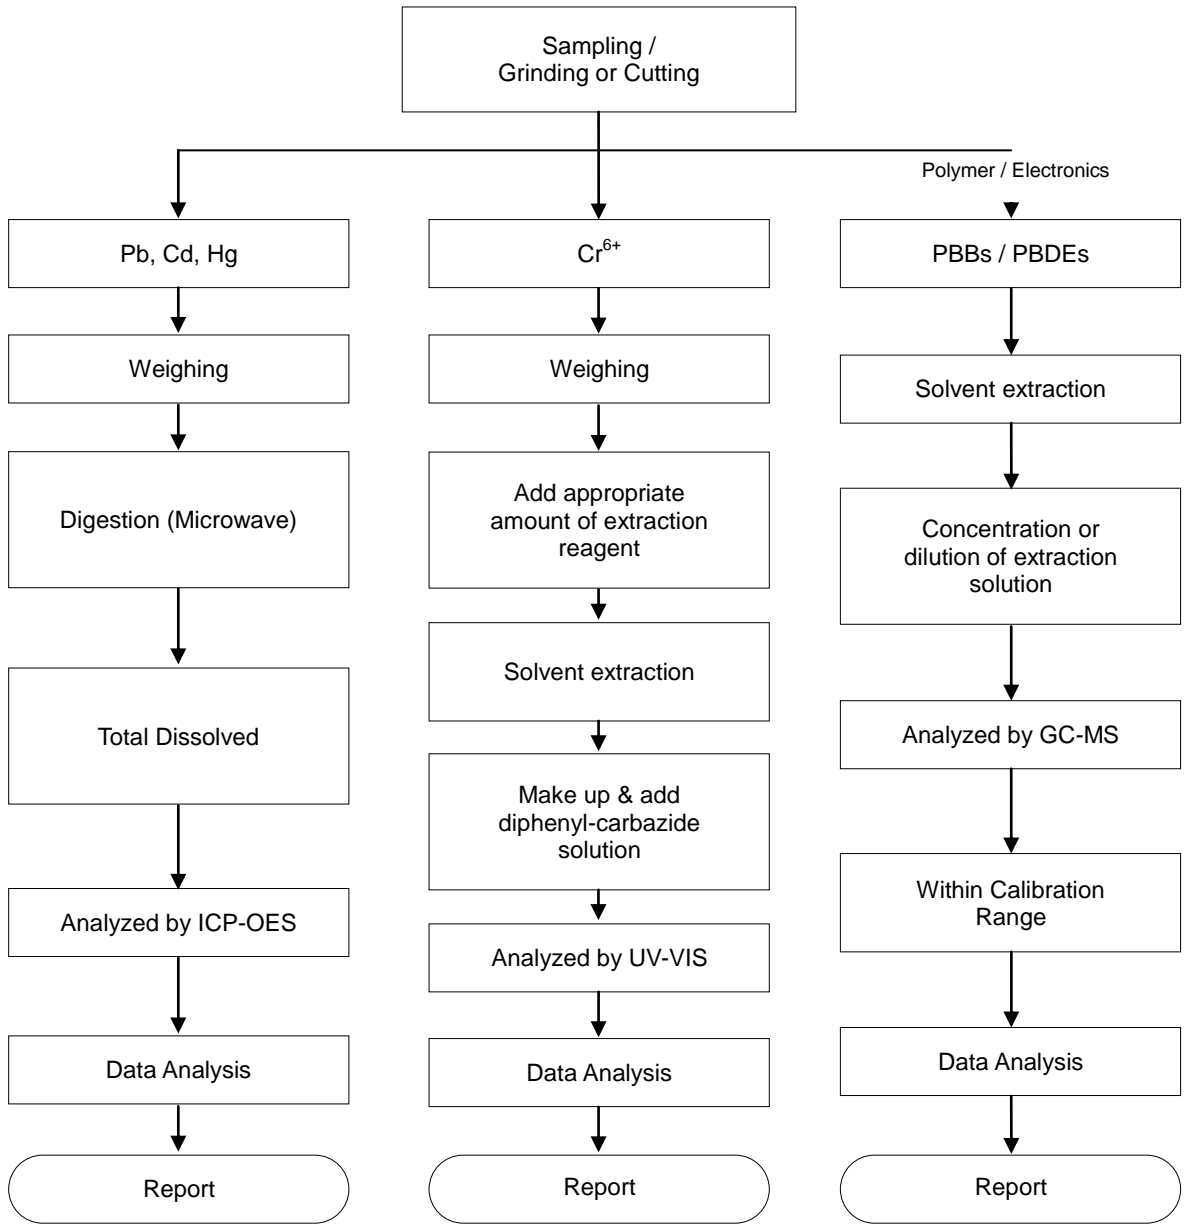 Sampling /
Grinding or Cutting
Polymer / Electronics
Pb, Cd, Hg
Weighing
Digestion (Microwave)
Total Dissolved
Analyzed by ICP-OES
Data Analysis
Report
Cr6+
Weighing
Add appropriate
amount of extraction
reagent
Solvent extraction
Make up & add
diphenyl-carbazide
solution
Analyzed by UV-VIS
Data Analysis
Report
PBBs / PBDEs
Solvent extraction
Concentration or
dilution of extraction
solution
Analyzed by GC-MS
Within Calibration
Range
Data Analysis
Report